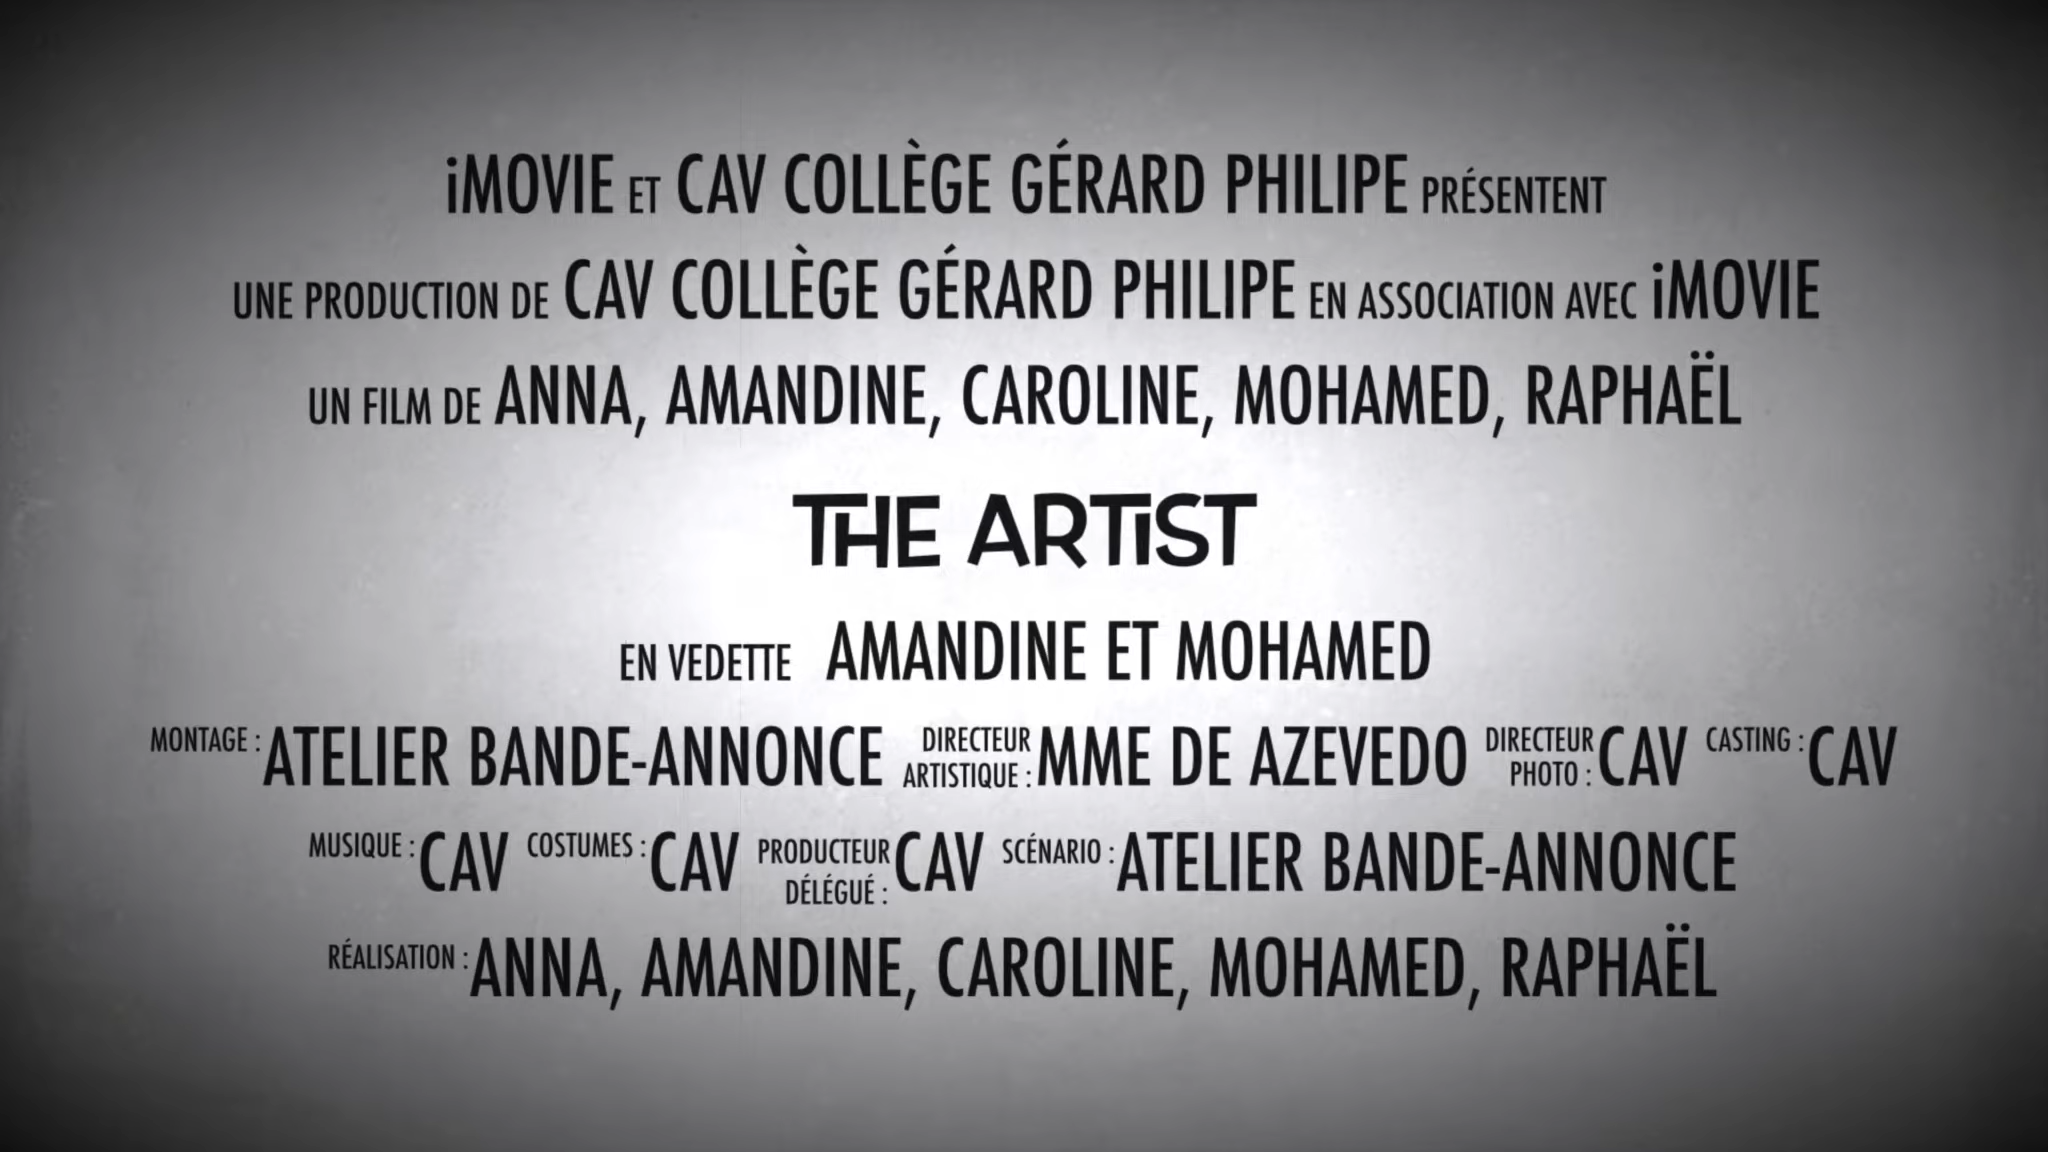 iMOVIE ET CAV COLLÈGE GÉRARD PHILIPE PRÉSENTENT
UNE PRODUCTION DE CAV COLLÈGE GÉRARD PHILIPE EN ASSOCIATION AVEC iMOVIE
UN FILM DE ANNA, AMANDINE, CAROLINE, MOHAMED, RAPHAËL
THE ARTiST
EN VEDETTE AMANDINE ET MOHAMED
MONTAGE : ATELIER BANDE-ANNONCE DIRECTEUR ARTISTIQUE : MME DE AZEVEDO DIRECTEUR PHOTO : CAV CASTING : CAV
MUSIQUE : CAV COSTUMES : CAV PRODUCTEUR DÉLÉGUÉ : CAV SCÉNARIO : ATELIER BANDE-ANNONCE
RÉALISATION : ANNA, AMANDINE, CAROLINE, MOHAMED, RAPHAËL